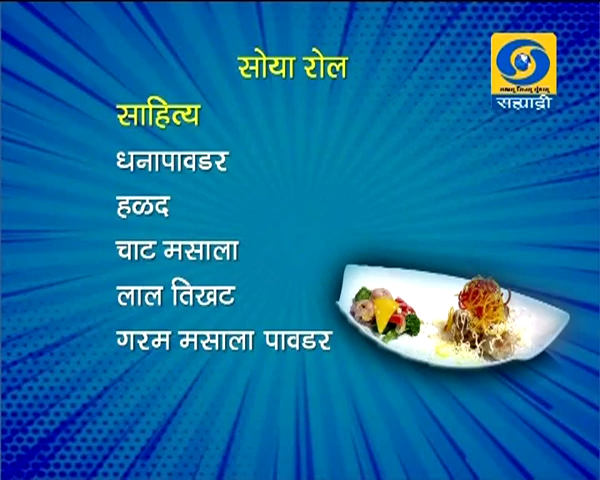 सोया रोल
साहित्य
धनापावडर
हळद
चाट मसाला
लाल तिखट
गरम मसाला पावडर
सह्याद्री